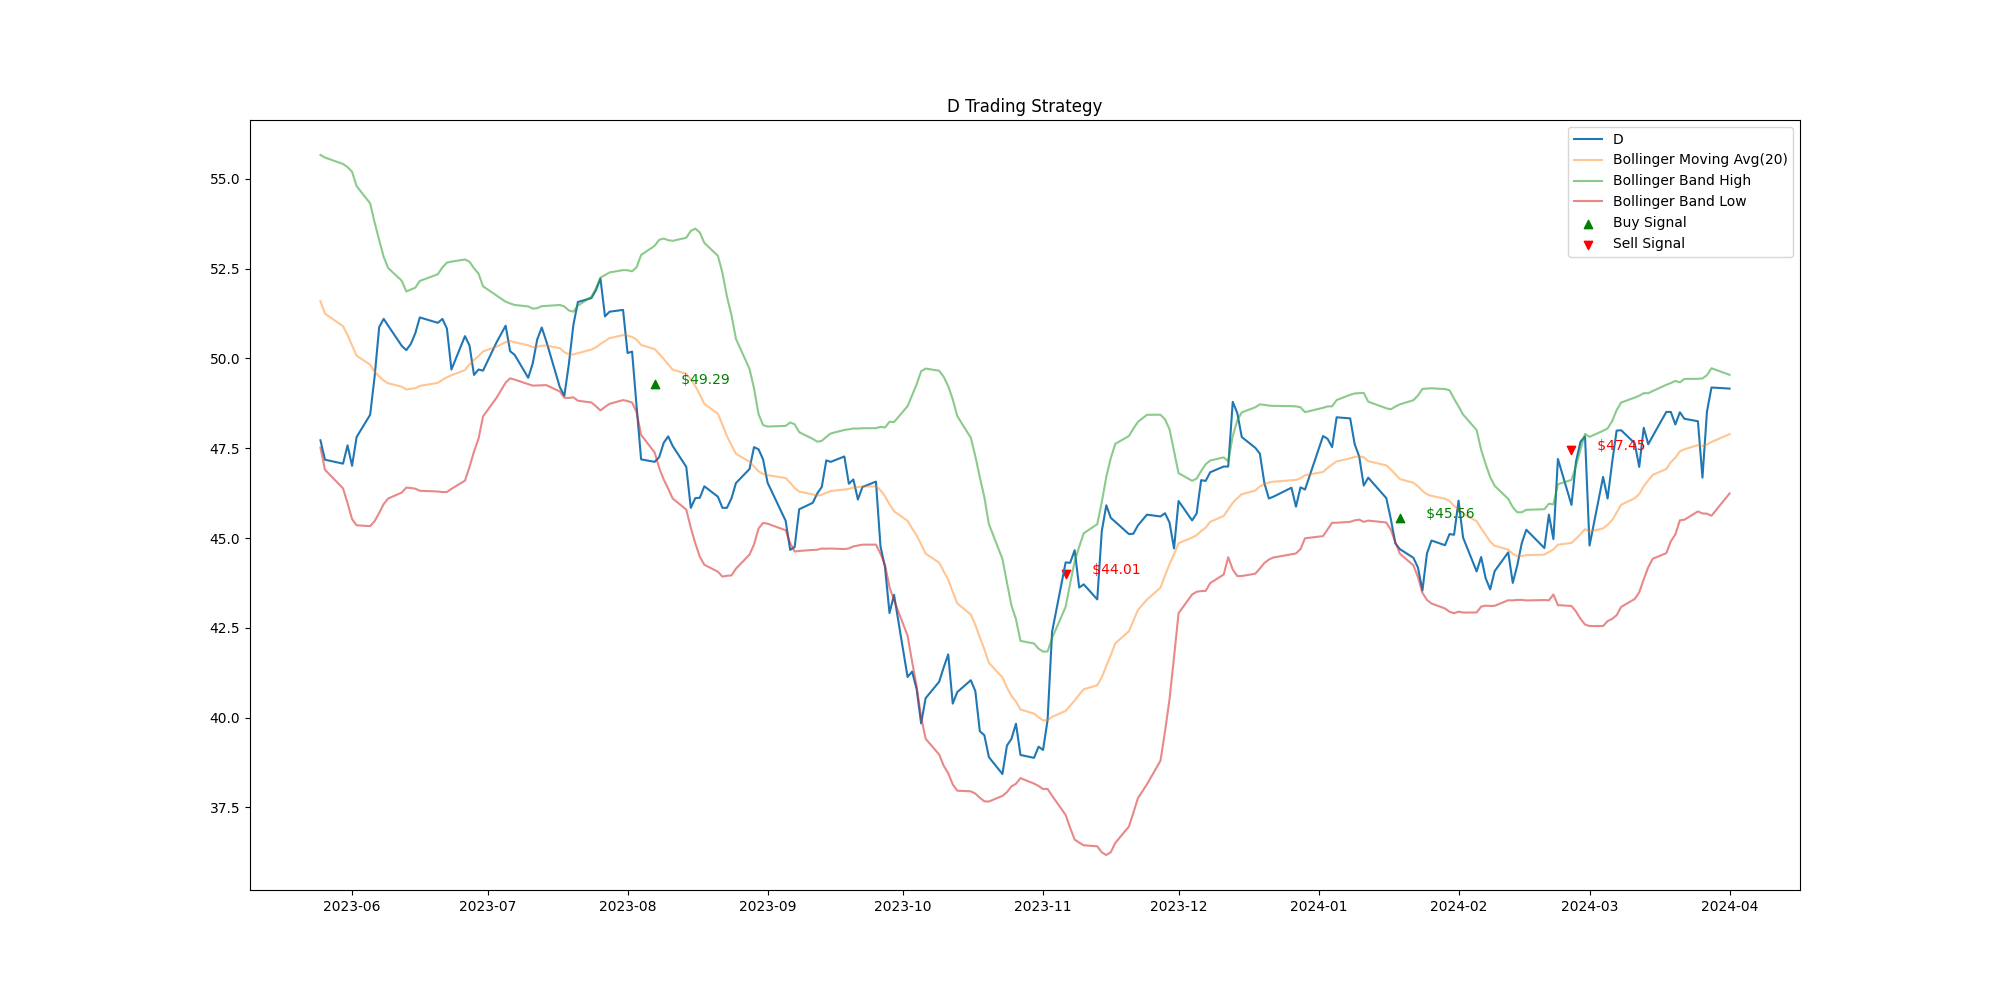 D Trading Strategy
D
Bollinger Moving Avg(20)
Bollinger Band High
Bollinger Band Low
Buy Signal
Sell Signal
55.0
52.5
50.0
47.5
45.0
42.5
40.0
37.5
$49.29
$44.01
$45.56
$47.45
2023-06 2023-07 2023-08 2023-09 2023-10 2023-11 2023-12 2024-01 2024-02 2024-03 2024-04